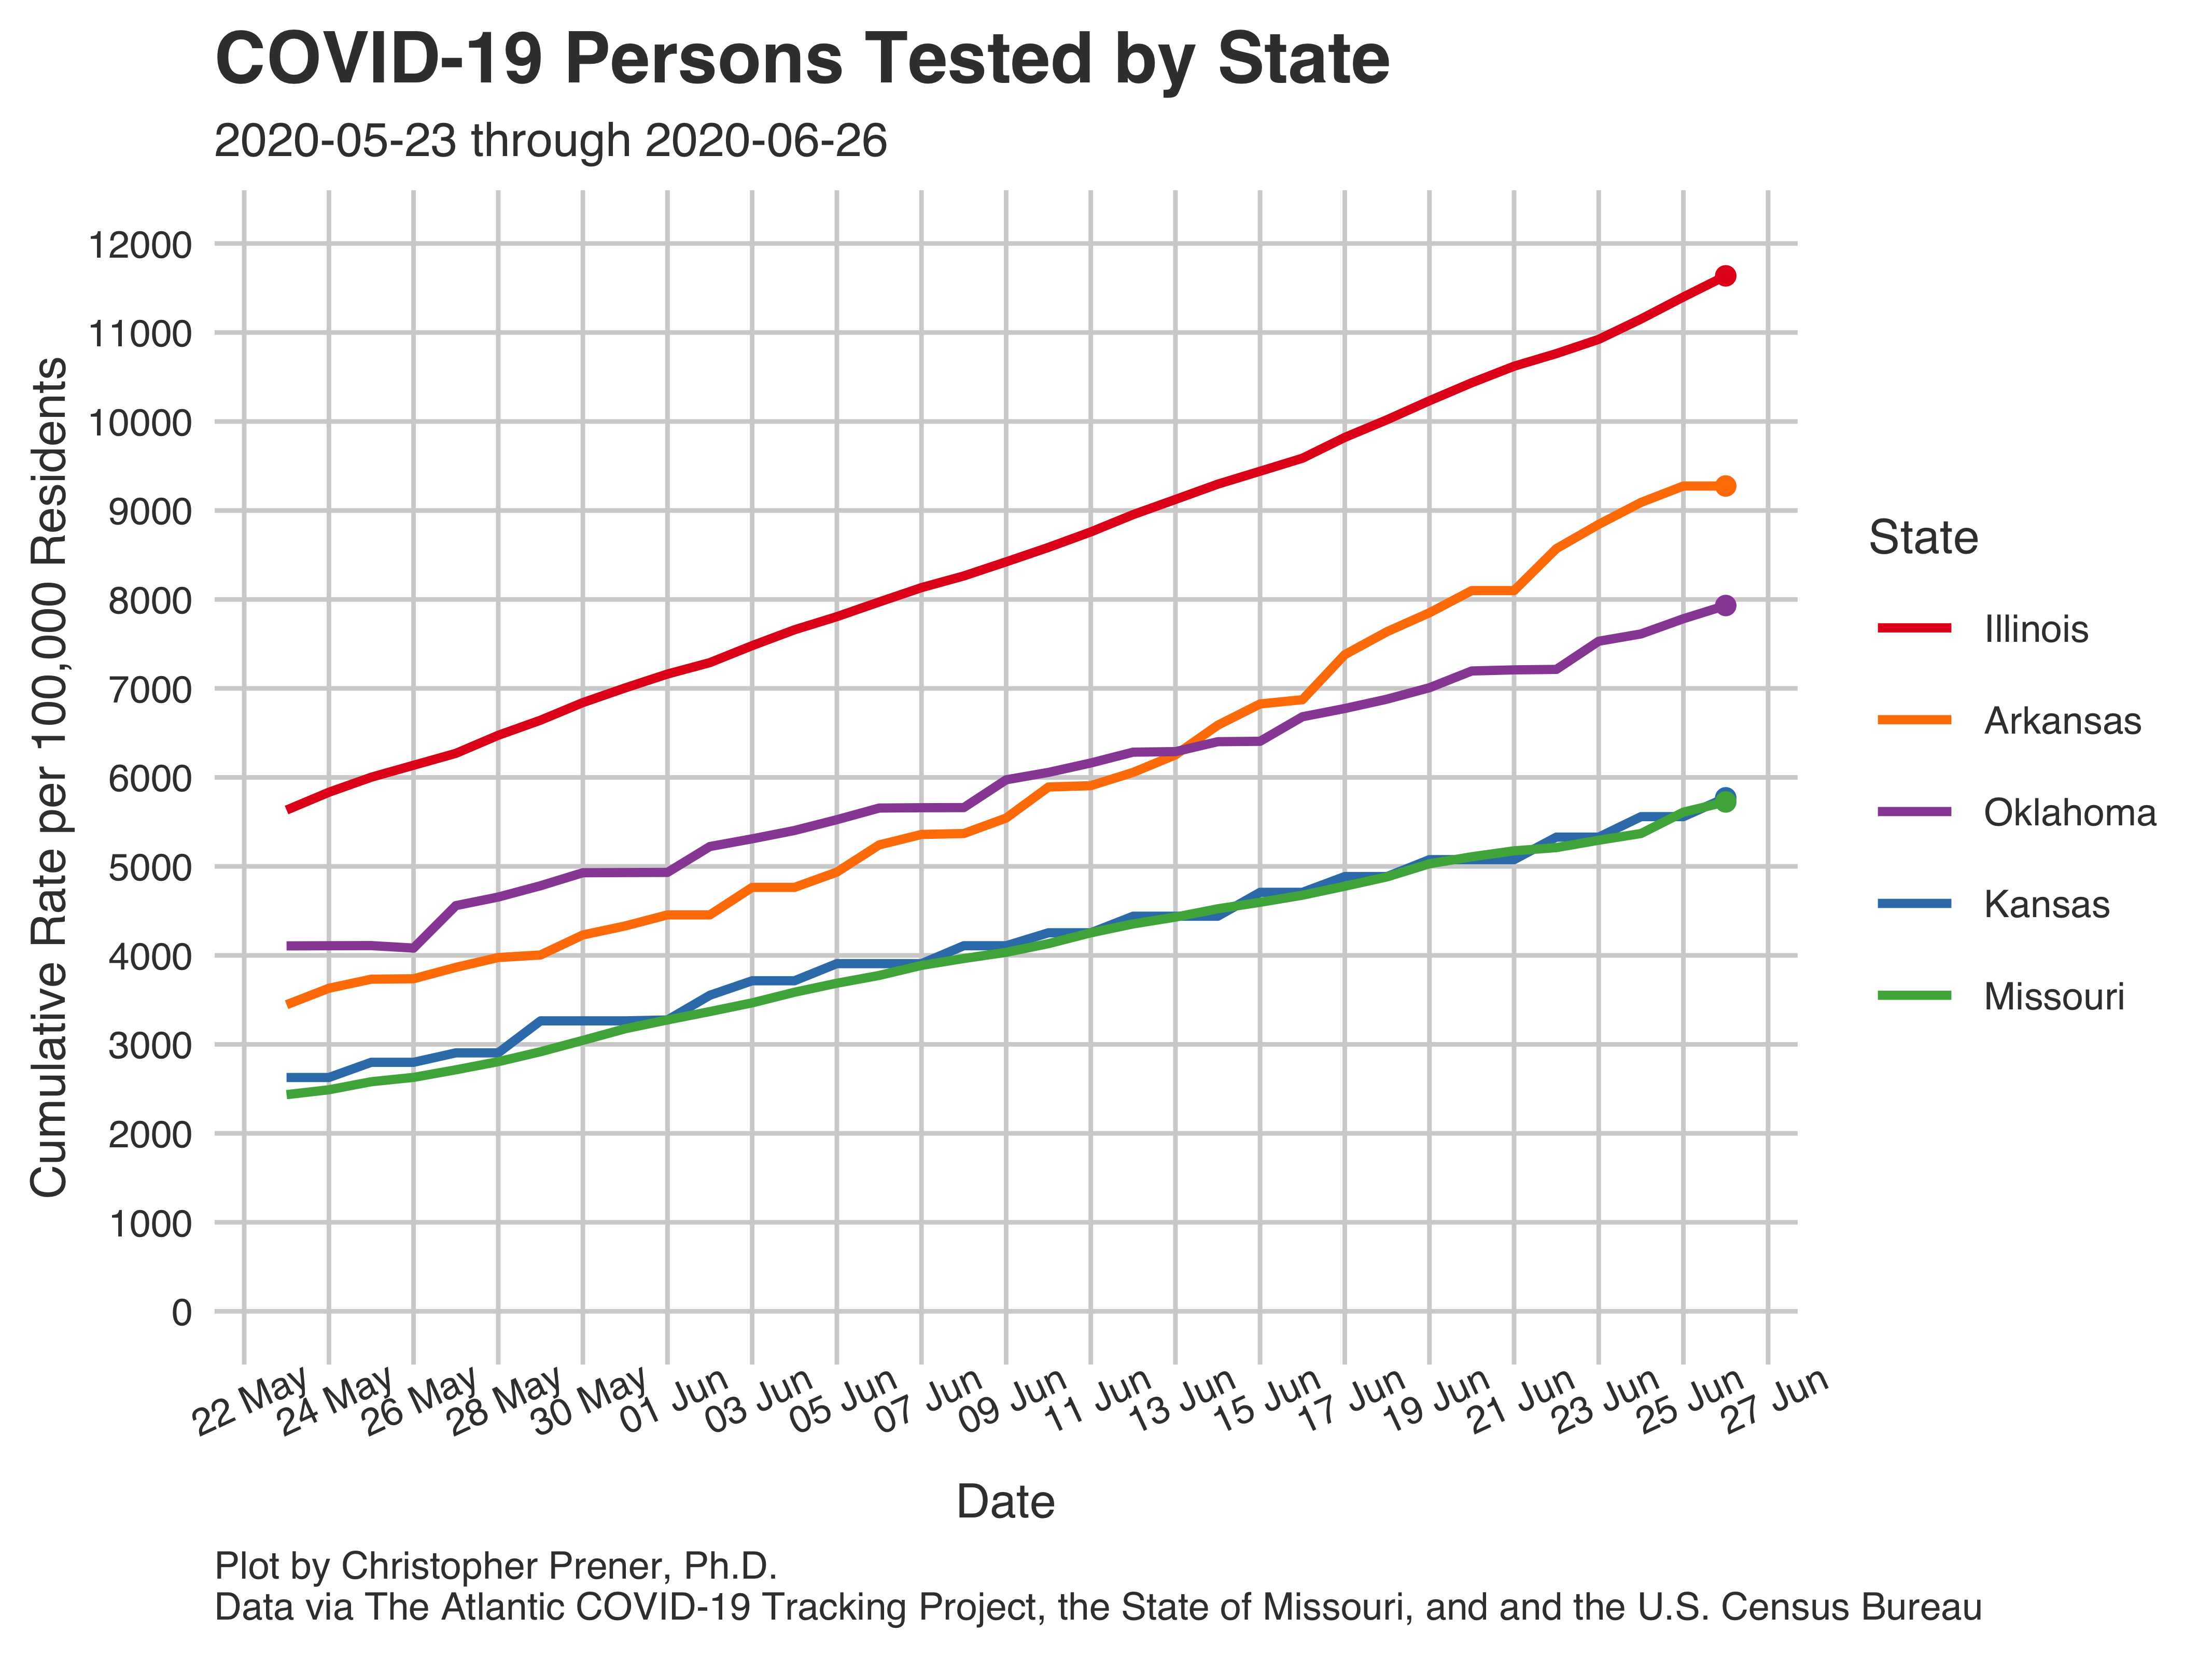 COVID-19 Persons Tested by State
2020-05-23 through 2020-06-26
Cumulative Rate per 100,000 Residents
12000
11000
10000
9000
8000
7000
6000
5000
4000
3000
2000
1000
0
22 May
24 May
26 May
28 May
30 May
01 Jun
03 Jun
05 Jun
07 Jun
09 Jun
11 Jun
13 Jun
15 Jun
17 Jun
19 Jun
21 Jun
23 Jun
25 Jun
27 Jun
Date
State
Illinois
Arkansas
Oklahoma
Kansas
Missouri
Plot by Christopher Prener, Ph.D.
Data via The Atlantic COVID-19 Tracking Project, the State of Missouri, and and the U.S. Census Bureau